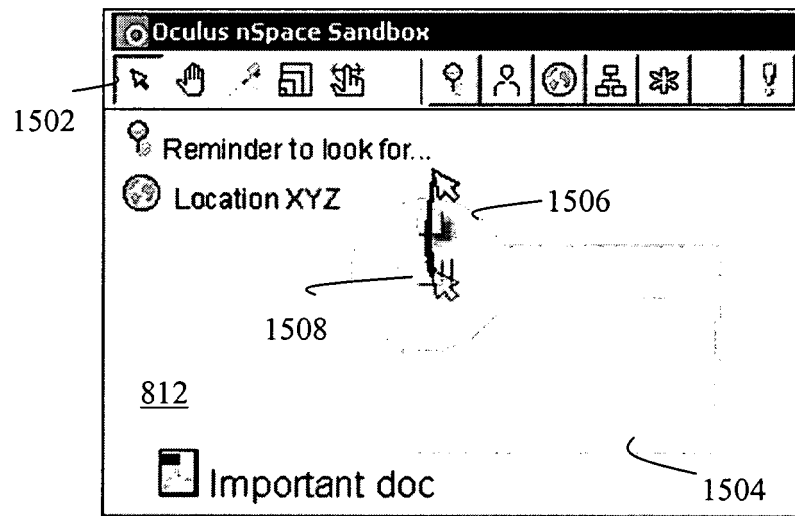 Oculus nSpace Sandbox
1502
Reminder to look for...
Location XYZ
1506
1508
812
Important doc
1504